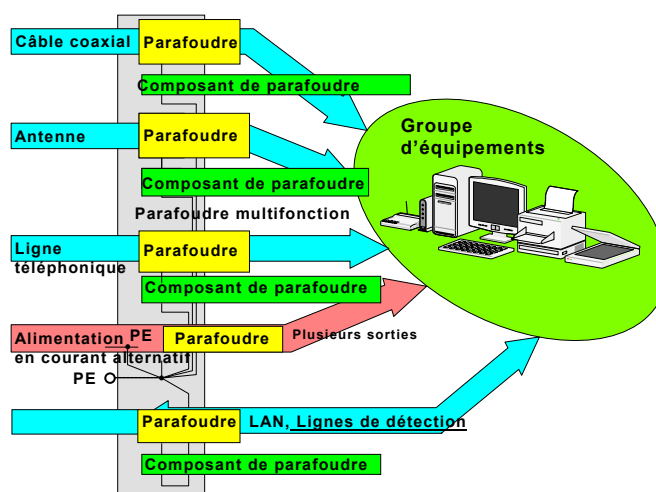 Câble coaxial
Parafoudre
Composant de parafoudre
Antenne
Parafoudre
Groupe
d'équipements
Composant de parafoudre
Parafoudre multifonction
Ligne
téléphonique
Parafoudre
Composant de parafoudre
Alimentation
en courant alternatif
PE
Parafoudre
Plusieurs sorties
PE
Parafoudre
LAN, Lignes de détection
Composant de parafoudre